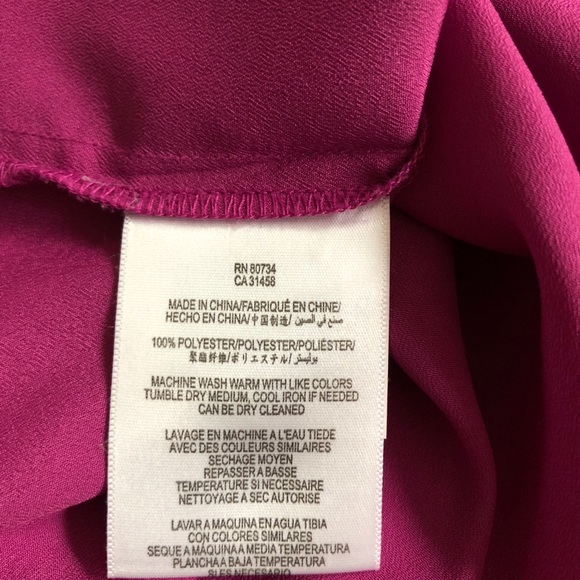 RN 80734
CA 31458
MADE IN CHINA/FABRIQUÉ EN CHINE/
HECHO EN CHINA/中国制造/ صنع في الصين
100% POLYESTER/POLYESTER/POLIÉSTER/
聚酯纤维/ポリエステル/ بوليستر
MACHINE WASH WARM WITH LIKE COLORS
TUMBLE DRY MEDIUM, COOL IRON IF NEEDED
CAN BE DRY CLEANED
LAVAGE EN MACHINE A L'EAU TIEDE
AVEC DES COULEURS SIMILAIRES
SECHAGE MOYEN
REPASSER A BASSE
TEMPERATURE SI NECESSAIRE
NETTOYAGE A SEC AUTORISE
LAVAR A MAQUINA EN AGUA TIBIA
CON COLORES SIMILARES
SEQUE A MÁQUINA A MEDIA TEMPERATURA
PLANCHA A BAJA TEMPERATURA
SI ES NECESARIO